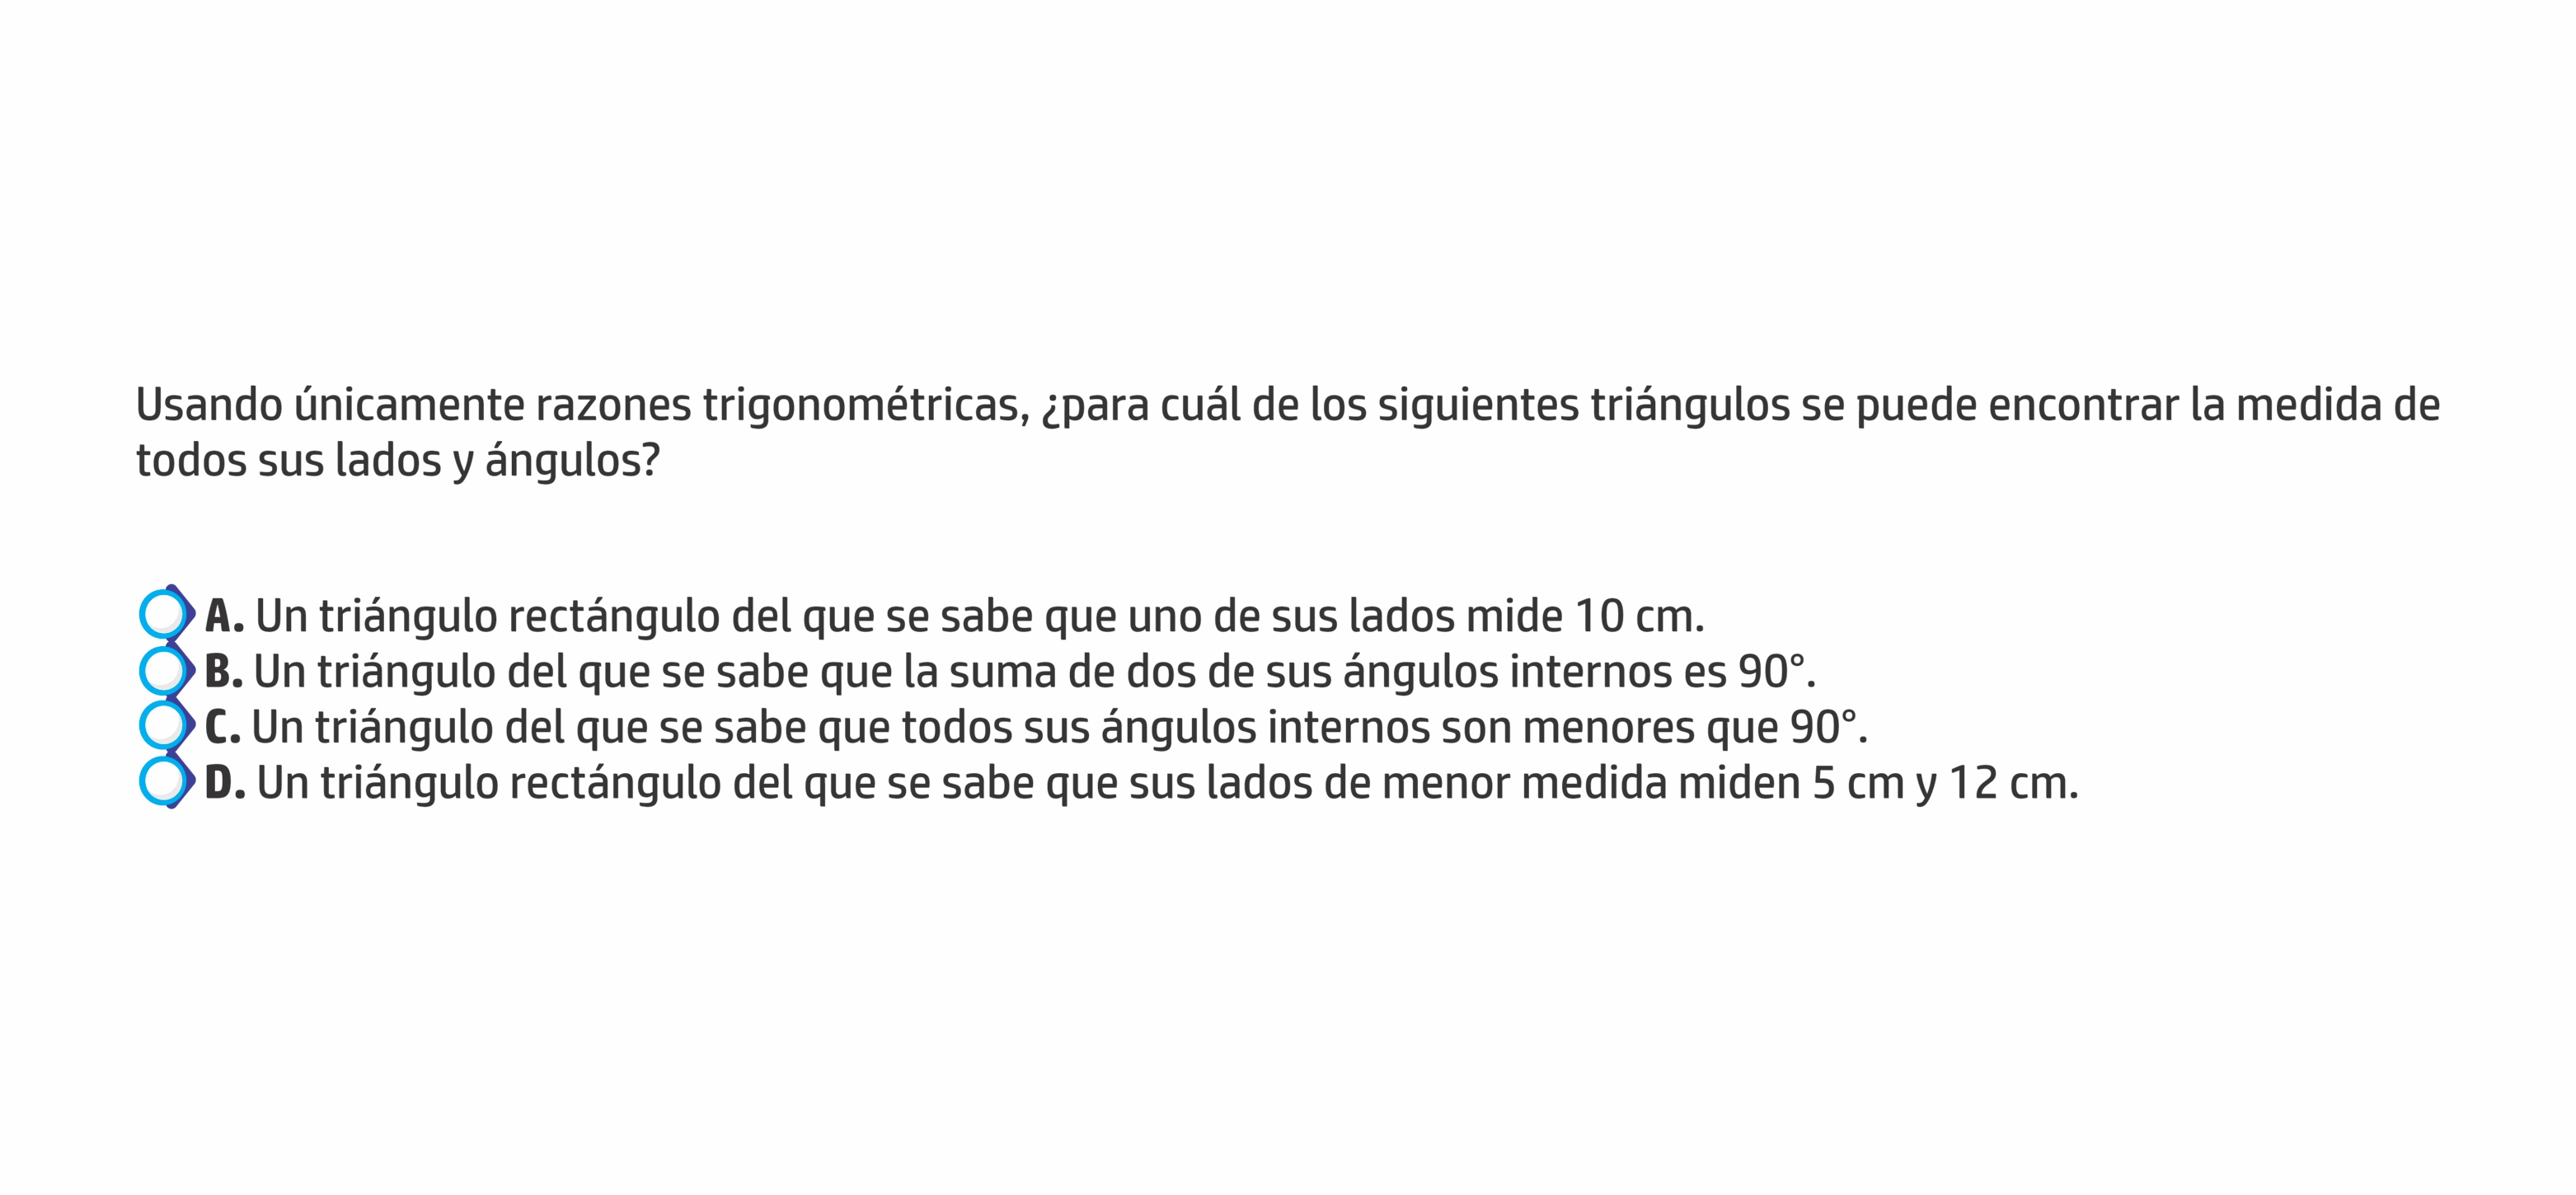 Usando únicamente razones trigonométricas, ¿para cuál de los siguientes triángulos se puede encontrar la medida de
todos sus lados y ángulos?
A. Un triángulo rectángulo del que se sabe que uno de sus lados mide 10 cm.
B. Un triángulo del que se sabe que la suma de dos de sus ángulos internos es 90°.
C. Un triángulo del que se sabe que todos sus ángulos internos son menores que 90°.
D. Un triángulo rectángulo del que se sabe que sus lados de menor medida miden 5 cm y 12 cm.